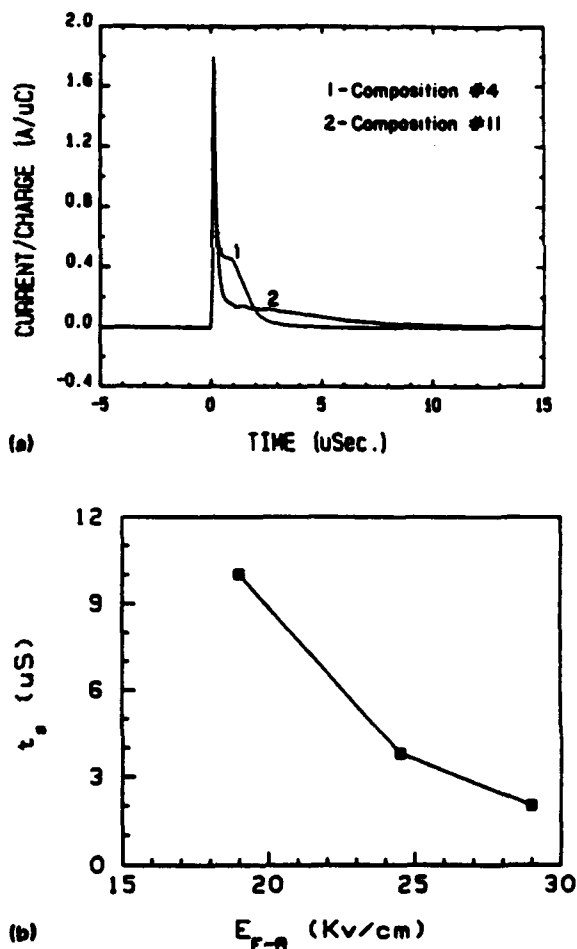 2.0
1.6
1.2
0.8
0.4
0.0
-0.4
CURRENT/CHARGE (A/uC)
1-Composition #4
2-Composition #11
1
2
-5 0 5 10 15
TIME (uSec.)
(a)
12
9
6
3
0
t_s (uS)
15 20 25 30
E_F-A (Kv/cm)
(b)